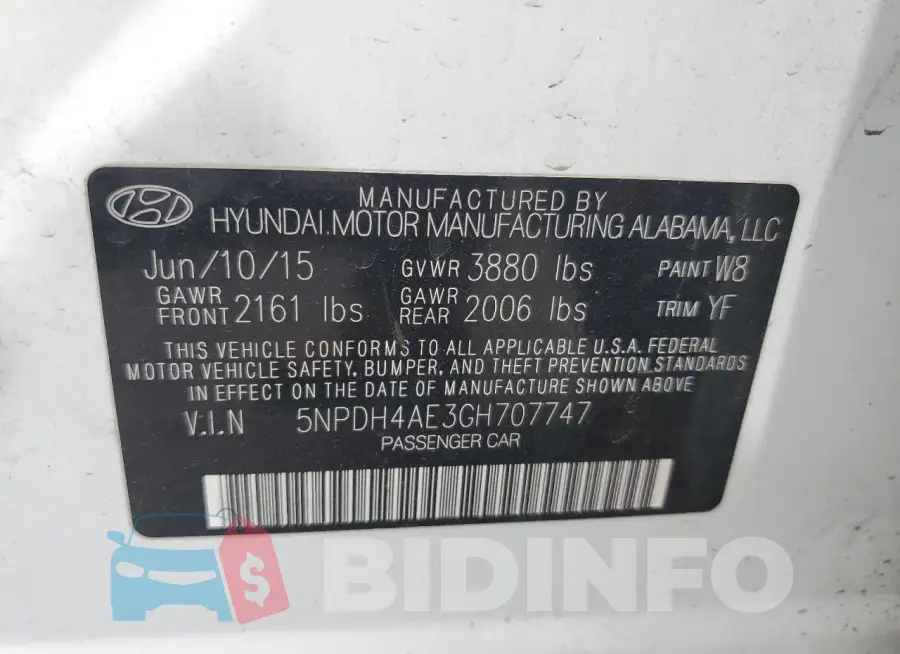 MANUFACTURED BY
HYUNDAI.MOTOR MANUFACTURING ALABAMA, LLC
Jun/10/15 GVWR 3880 lbs PAINT W8
GAWR FRONT 2161 lbs GAWR REAR 2006 lbs TRIM YF
THIS VEHICLE CONFORMS TO ALL APPLICABLE U.S.A. FEDERAL
MOTOR VEHICLE SAFETY, BUMPER, AND THEFT PREVENTION STANDARDS
IN EFFECT ON THE DATE OF MANUFACTURE SHOWN ABOVE.
V.I.N 5NPDH4AE3GH707747
PASSENGER CAR
$ BIDINFO